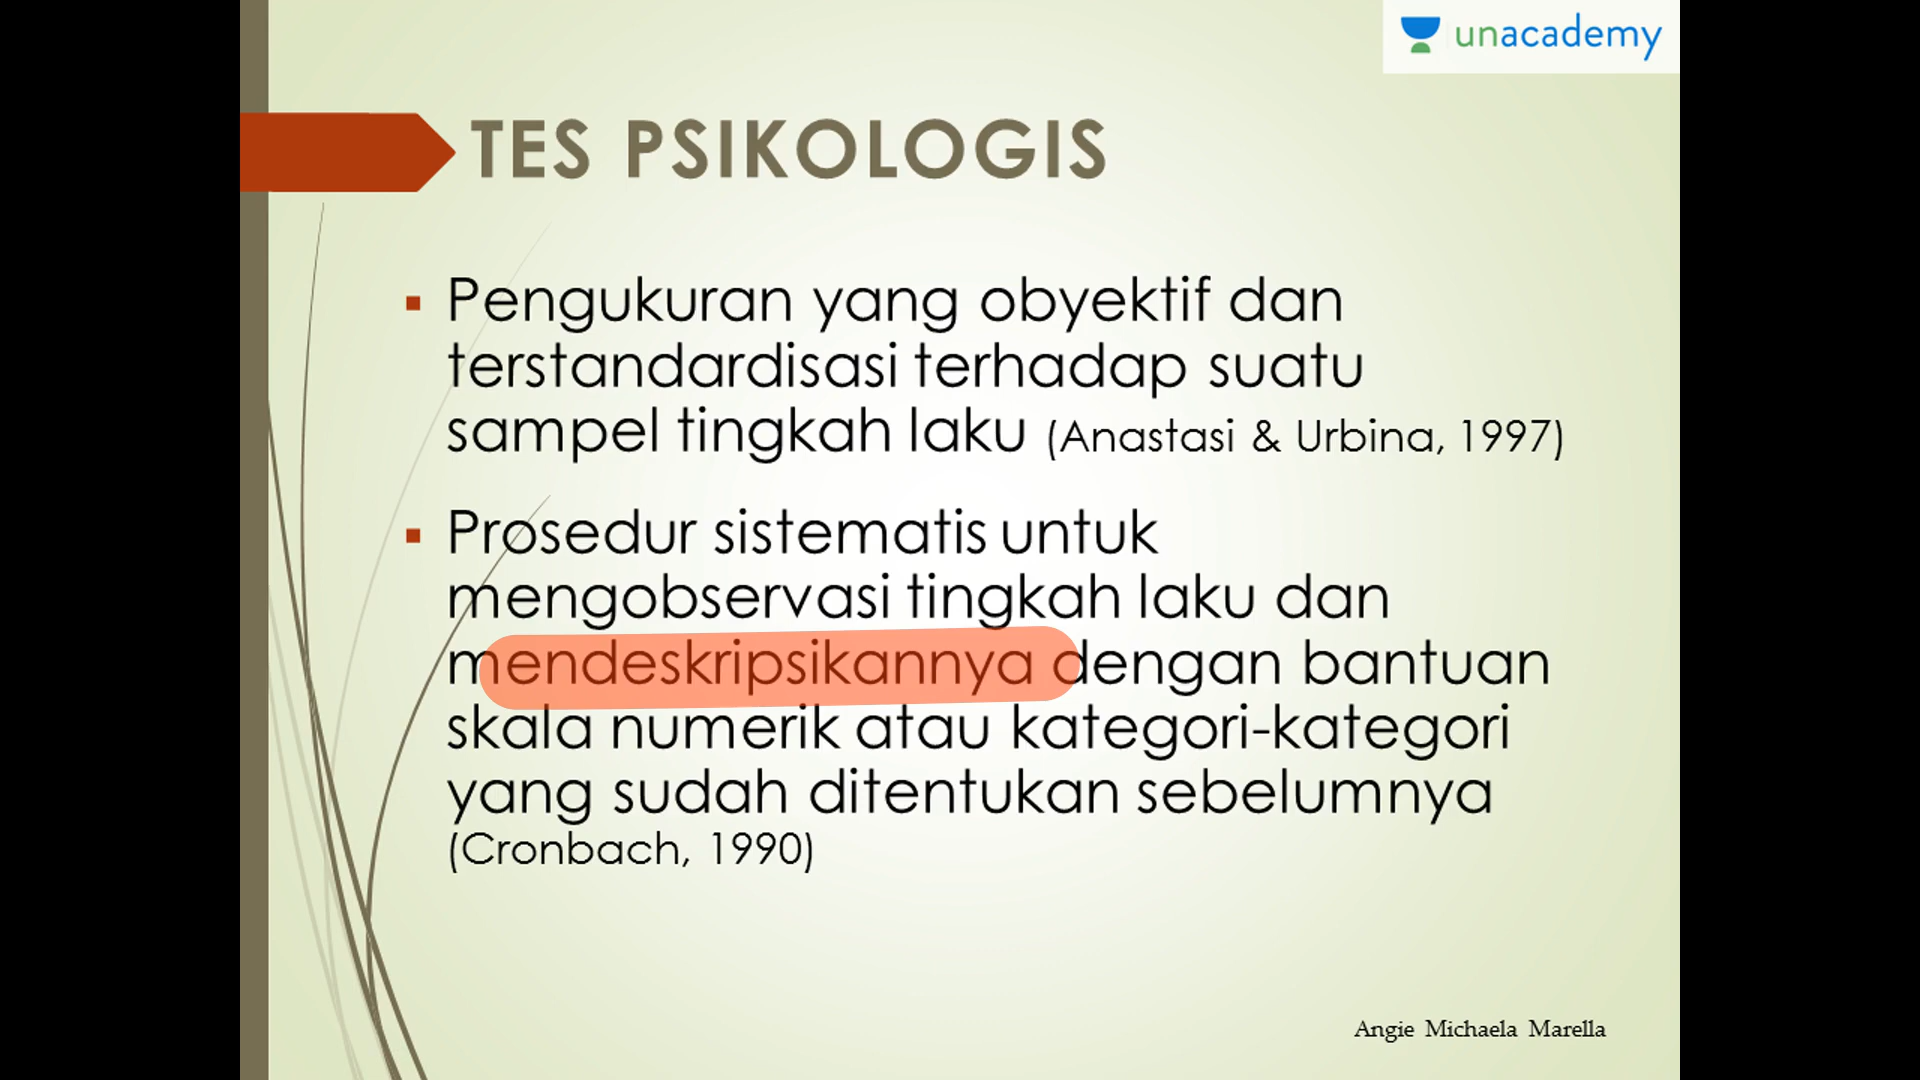 unacademy
TES PSIKOLOGIS
▪ Pengukuran yang obyektif dan
terstandardisasi terhadap suatu
sampel tingkah laku (Anastasi & Urbina, 1997)
▪ Prosedur sistematis untuk
mengobservasi tingkah laku dan
mendeskripsikannya dengan bantuan
skala numerik atau kategori-kategori
yang sudah ditentukan sebelumnya
(Cronbach, 1990)
Angie Michaela Marella